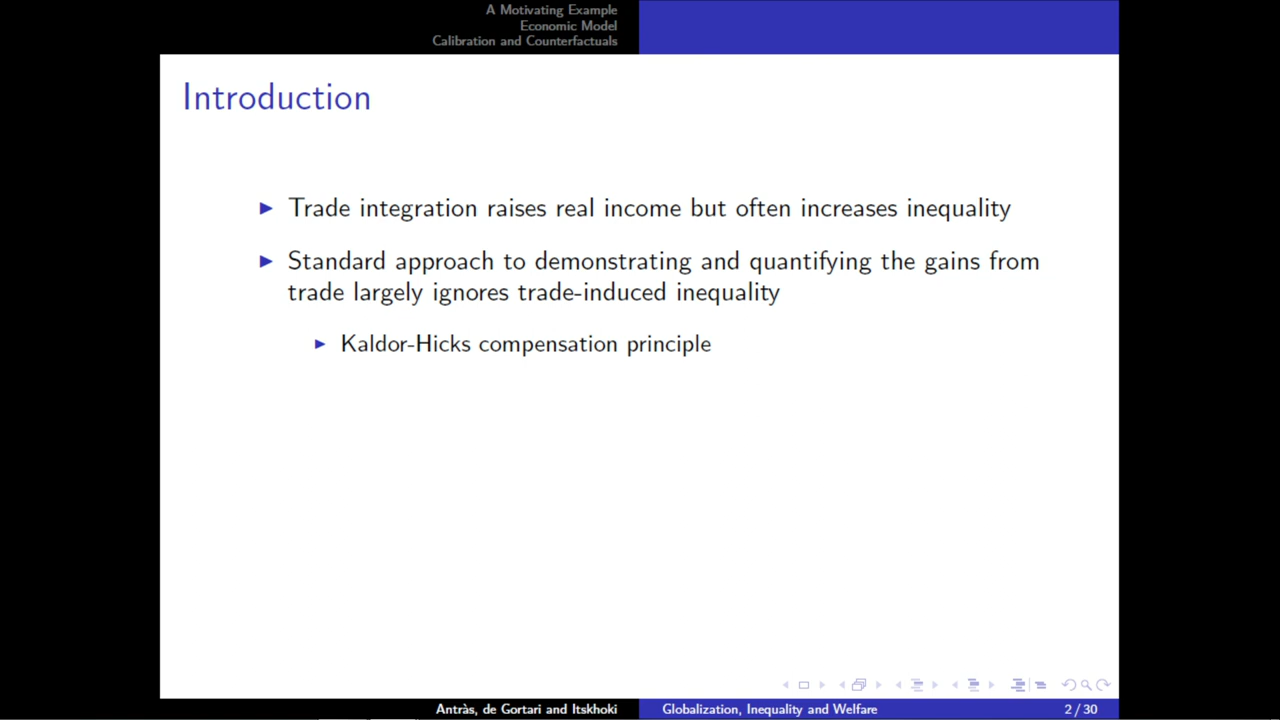 A Motivating Example
Economic Model
Calibration and Counterfactuals
Introduction
Trade integration raises real income but often increases inequality
Standard approach to demonstrating and quantifying the gains from
trade largely ignores trade-induced inequality
Kaldor-Hicks compensation principle
Antràs, de Gortari and Itskhoki
Globalization, Inequality and Welfare
2 / 30